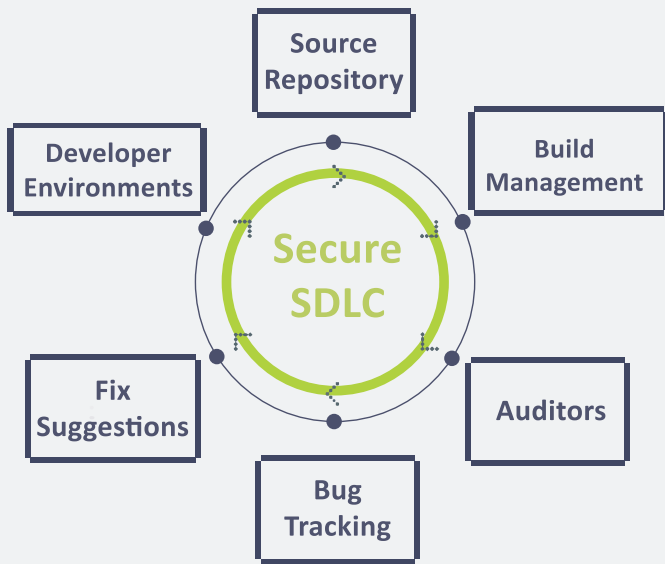 Source
Repository
Developer
Environments
Build
Management
Secure
SDLC
Fix
Suggestions
Auditors
Bug
Tracking